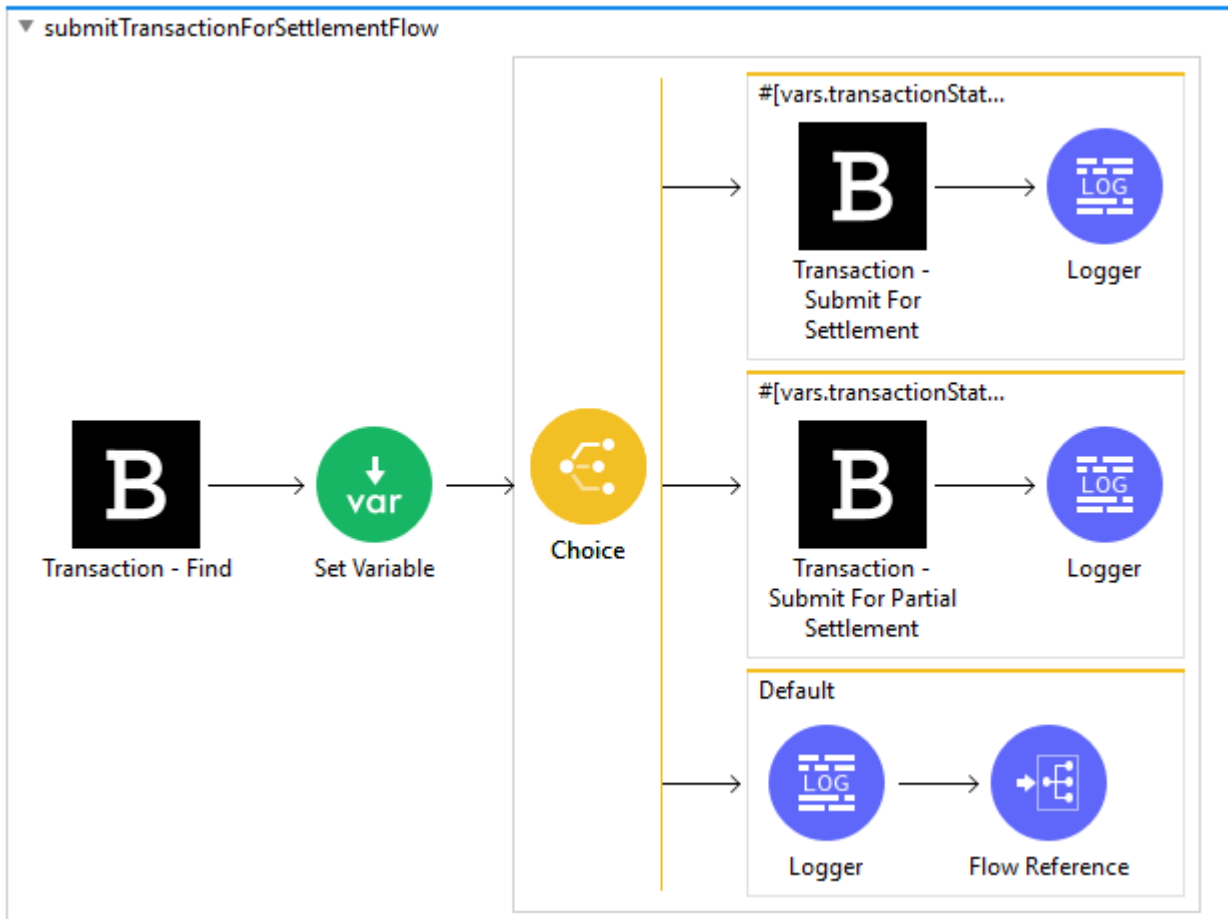 submitTransactionForSettlementFlow
#[vars.transactionStat...
B
LOG
Transaction -
Submit For
Settlement
Logger
#[vars.transactionStat...
B
var
B
LOG
Transaction - Find
Set Variable
Choice
Transaction -
Submit For Partial
Settlement
Logger
Default
LOG
Logger
Flow Reference